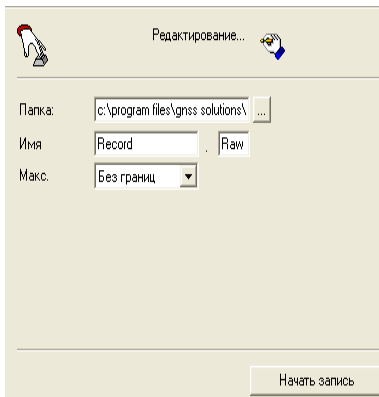 Редактирование...
Папка: c:\program files\gnss solutions\ ...
Имя Record . Raw
Макс. Без границ
Начать запись